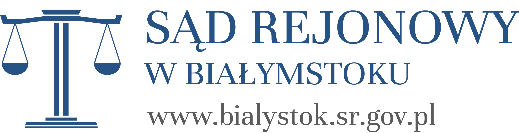 SĄD REJONOWY
W BIAŁYMSTOKU
www.bialystok.sr.gov.pl